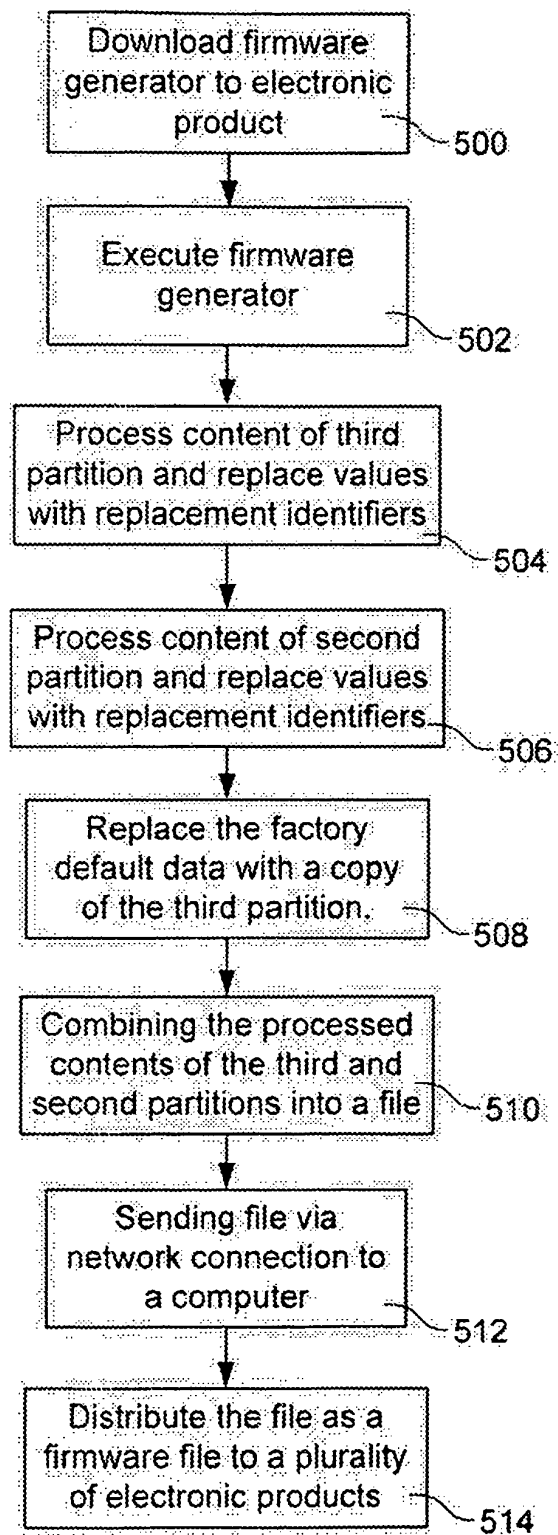 Download firmware
generator to electronic
product
500
Execute firmware
generator
502
Process content of third
partition and replace values
with replacement identifiers
504
Process content of second
partition and replace values
with replacement identifiers
506
Replace the factory
default data with a copy
of the third partition.
508
Combining the processed
contents of the third and
second partitions into a file
510
Sending file via
network connection to
a computer
512
Distribute the file as a
firmware file to a plurality
of electronic products
514